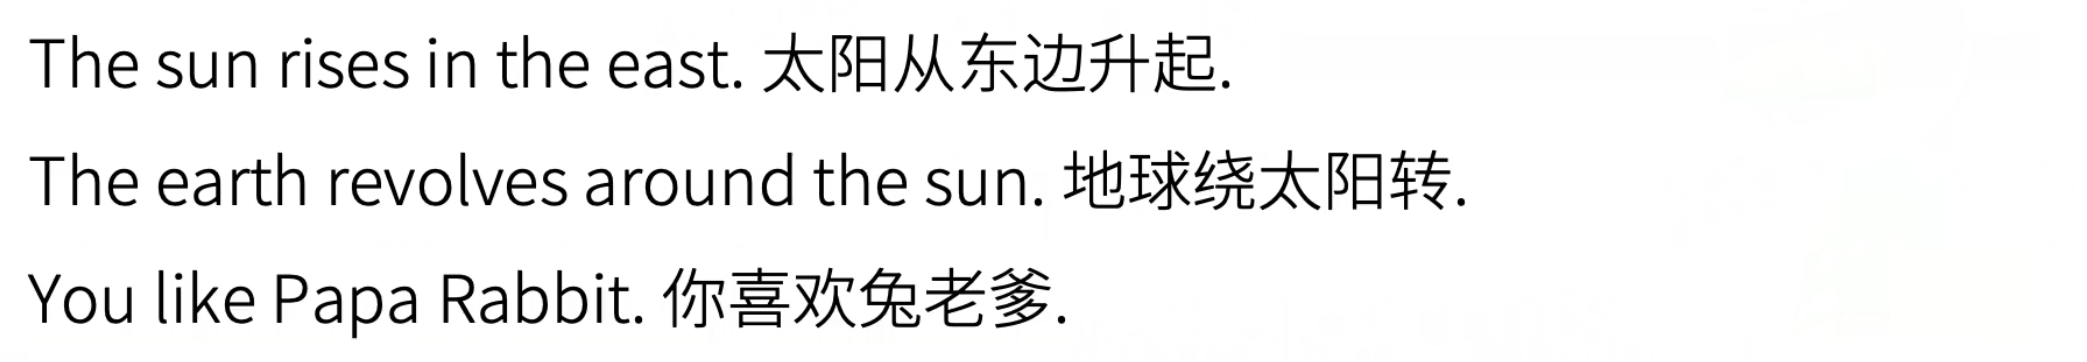 The sun rises in the east. 太阳从东边升起.
The earth revolves around the sun. 地球绕太阳转.
You like Papa Rabbit. 你喜欢兔老爹.